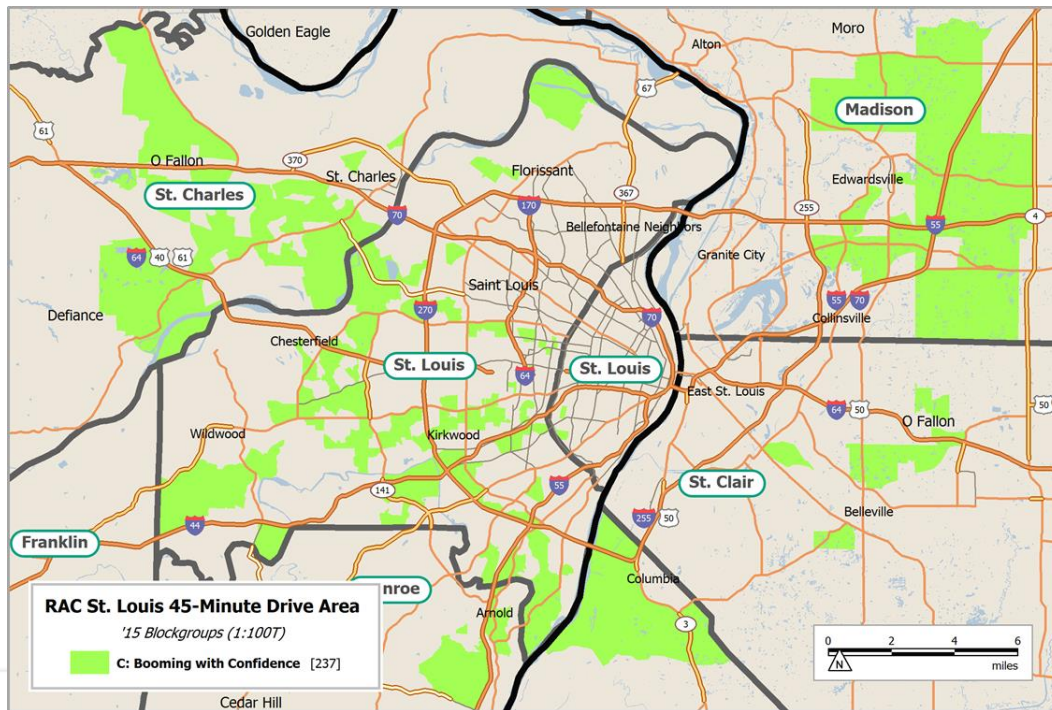 Golden Eagle
Moro
Alton
67
Madison
61
O Fallon
370
St. Charles
Florissant
Edwardsville
St. Charles
70
170
367
255
4
Bellefontaine Neighbors
55
64
40
61
Granite City
Saint Louis
270
70
55
70
Defiance
Collinsville
Chesterfield
St. Louis
64
St. Louis
East St. Louis
64
50
50
O Fallon
Wildwood
Kirkwood
141
55
St. Clair
44
255
50
Belleville
Franklin
Columbia
nroe
Arnold
3
RAC St. Louis 45-Minute Drive Area
'15 Blockgroups (1:100T)
C: Booming with Confidence [237]
0 2 4 6
N
miles
Cedar Hill